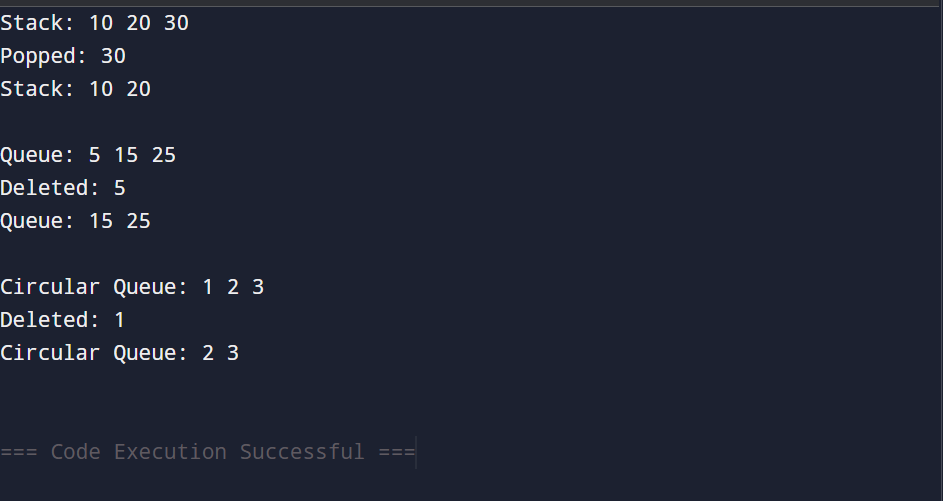 Stack: 10 20 30
Popped: 30
Stack: 10 20
Queue: 5 15 25
Deleted: 5
Queue: 15 25
Circular Queue: 1 2 3
Deleted: 1
Circular Queue: 2 3
=== Code Execution Successful ===